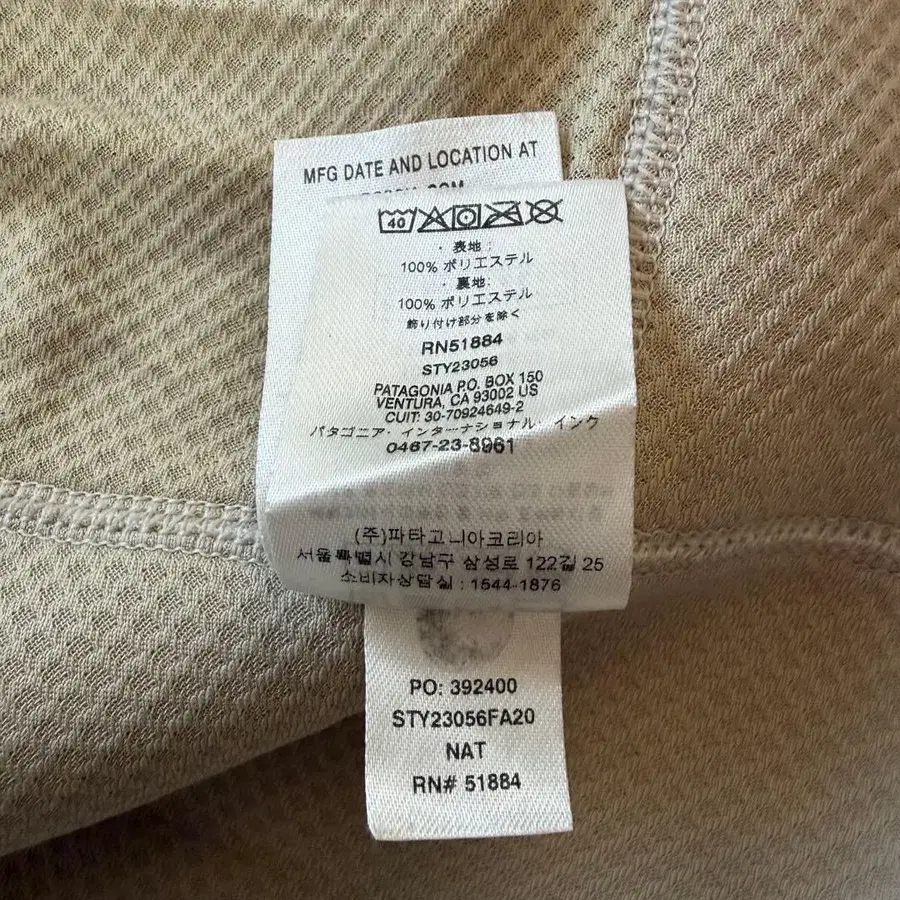 MFG DATE AND LOCATION AT
40
・表地:
100% ポリエステル
・裏地:
100% ポリエステル
飾り付け部分を除く
RN51884
STY23056
PATAGONIA P.O. BOX 150
VENTURA, CA 93002 US
CUIT: 30-70924649-2
パタゴニア・インターナショナル・インク
0467-23-8961
(주)파타고니아코리아
서울특별시 강남구 삼성로 122길 25
소비자상담실 : 1544-1876
PO: 392400
STY23056FA20
NAT
RN# 51884